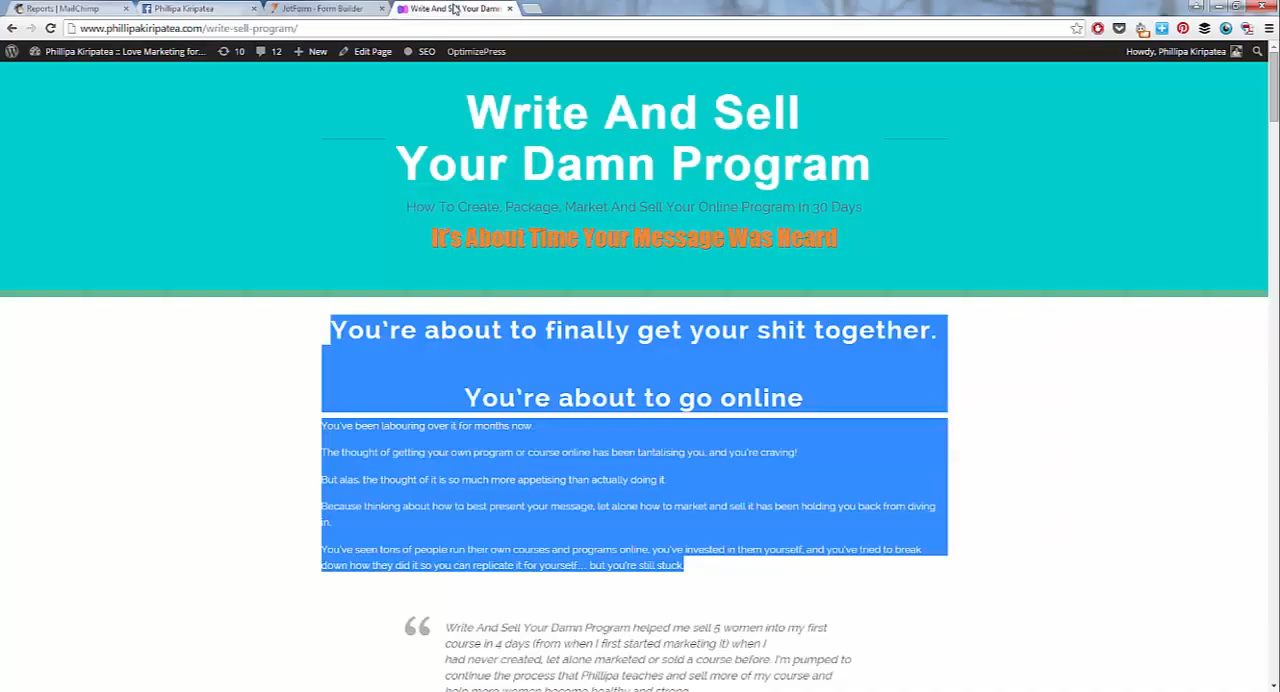 Reports | MailChimp
Phillipa Kiripatea
JotForm · Form Builder
Write And Sell Your Damn
www.phillipakiripatea.com/write-sell-program/
Phillipa Kiripatea :: Love Marketing for... 10 12 New Edit Page SEO OptimizePress Howdy, Phillipa Kiripatea
Write And Sell
Your Damn Program
How To Create, Package, Market And Sell Your Online Program in 30 Days
It's About Time Your Message Was Heard
You're about to finally get your shit together.
You're about to go online
You've been labouring over it for months now.
The thought of getting your own program or course online has been tantalising you, and you're craving!
But alas, the thought of it is so much more appetising than actually doing it.
Because thinking about how to best present your message, let alone how to market and sell it has been holding you back from diving
in.
You've seen tons of people run their own courses and programs online, you've invested in them yourself, and you've tried to break
down how they did it so you can replicate it for yourself... but you're still stuck.
Write And Sell Your Damn Program helped me sell 5 women into my first
course in 4 days (from when I first started marketing it) when I
had never created, let alone marketed or sold a course before. I'm pumped to
continue the process that Phillipa teaches and sell more of my course and
help more women become healthy and strong